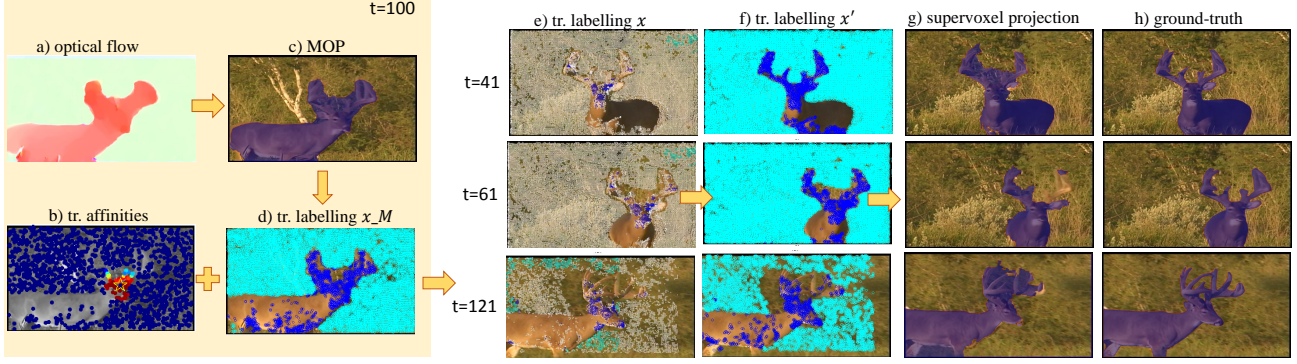 t=100
a) optical flow
c) MOP
b) tr. affinities
d) tr. labelling x_M
e) tr. labelling x
f) tr. labelling x′
g) supervoxel projection
h) ground-truth
t=41
t=61
t=121